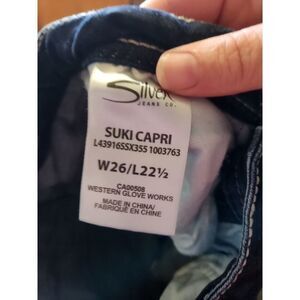 Silver
JEANS CO.
SUKI CAPRI
L43916SSX355 1003763
W26/L22½
CA00508
WESTERN GLOVE WORKS
MADE IN CHINA/
FABRIQUÉ EN CHINE